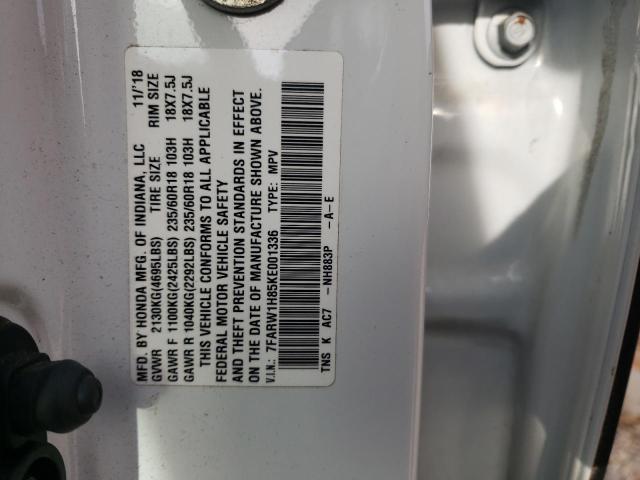 MFD. BY HONDA MFG. OF INDIANA, LLC 11/'18
GVWR 2130KG(4695LBS) TIRE SIZE RIM SIZE
GAWR F 1100KG(2425LBS) 235/60R18 103H 18X7.5J
GAWR R 1040KG(2292LBS) 235/60R18 103H 18X7.5J
THIS VEHICLE CONFORMS TO ALL APPLICABLE
FEDERAL MOTOR VEHICLE SAFETY
AND THEFT PREVENTION STANDARDS IN EFFECT
ON THE DATE OF MANUFACTURE SHOWN ABOVE.
V.I.N.: 7FARW1H85KE001336 TYPE: MPV
TNS K AC7 -NH883P -A-E